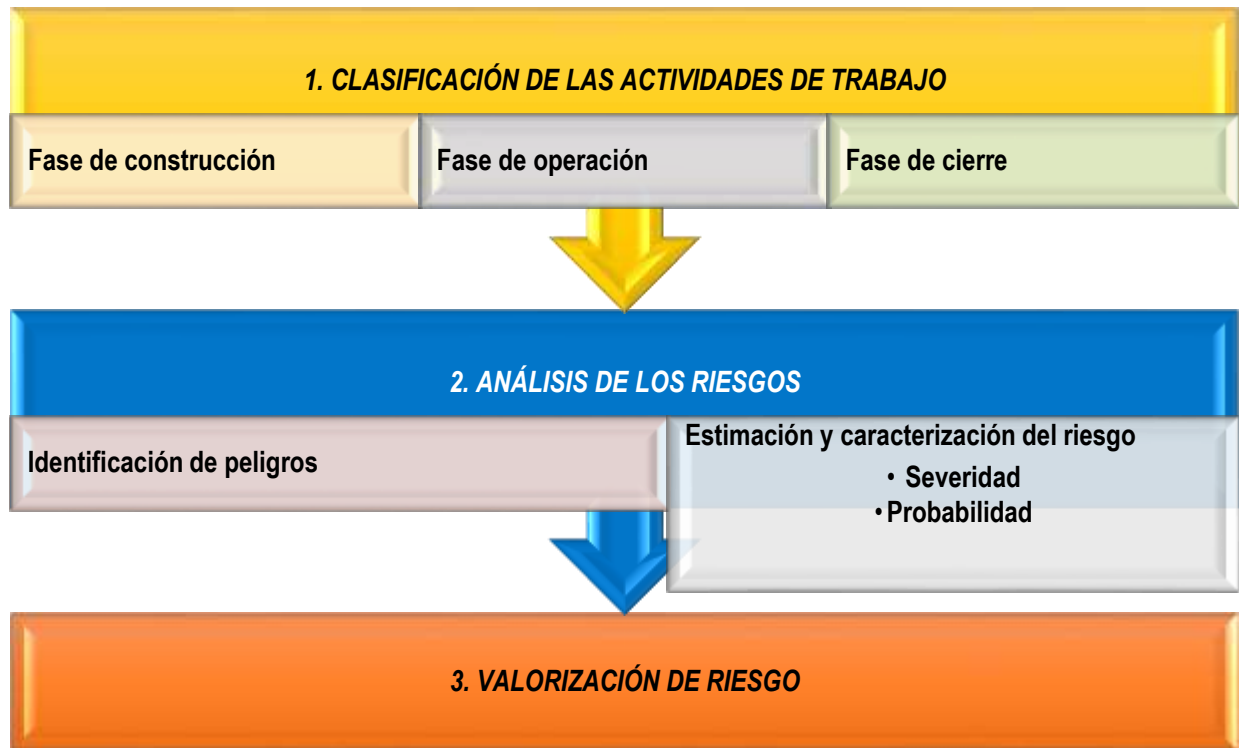 1. CLASIFICACIÓN DE LAS ACTIVIDADES DE TRABAJO
Fase de construcción
Fase de operación
Fase de cierre
2. ANÁLISIS DE LOS RIESGOS
Identificación de peligros
Estimación y caracterización del riesgo
• Severidad
• Probabilidad
3. VALORIZACIÓN DE RIESGO